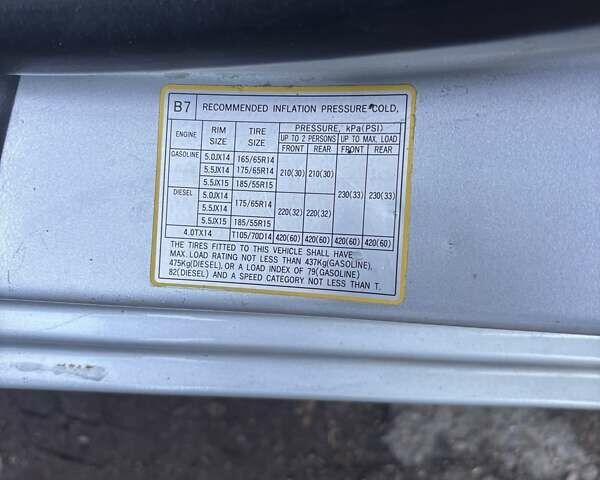 B7 RECOMMENDED INFLATION PRESSURE COLD,
ENGINE RIM SIZE TIRE SIZE PRESSURE, kPa(PSI)
UP TO 2 PERSONS UP TO MAX. LOAD
FRONT REAR FRONT REAR
GASOLINE 5.0JX14 165/65R14 210(30) 210(30) 230(33) 230(33)
5.5JX14 175/65R14
5.5JX15 185/55R15
DIESEL 5.0JX14 175/65R14 220(32) 220(32)
5.5JX14
5.5JX15 185/55R15
4.0TX14 T105/70D14 420(60) 420(60) 420(60) 420(60)
THE TIRES FITTED TO THIS VEHICLE SHALL HAVE
MAX. LOAD RATING NOT LESS THAN 437Kg(GASOLINE),
475Kg(DIESEL), OR A LOAD INDEX OF 79(GASOLINE)
82(DIESEL) AND A SPEED CATEGORY NOT LESS THAN T.